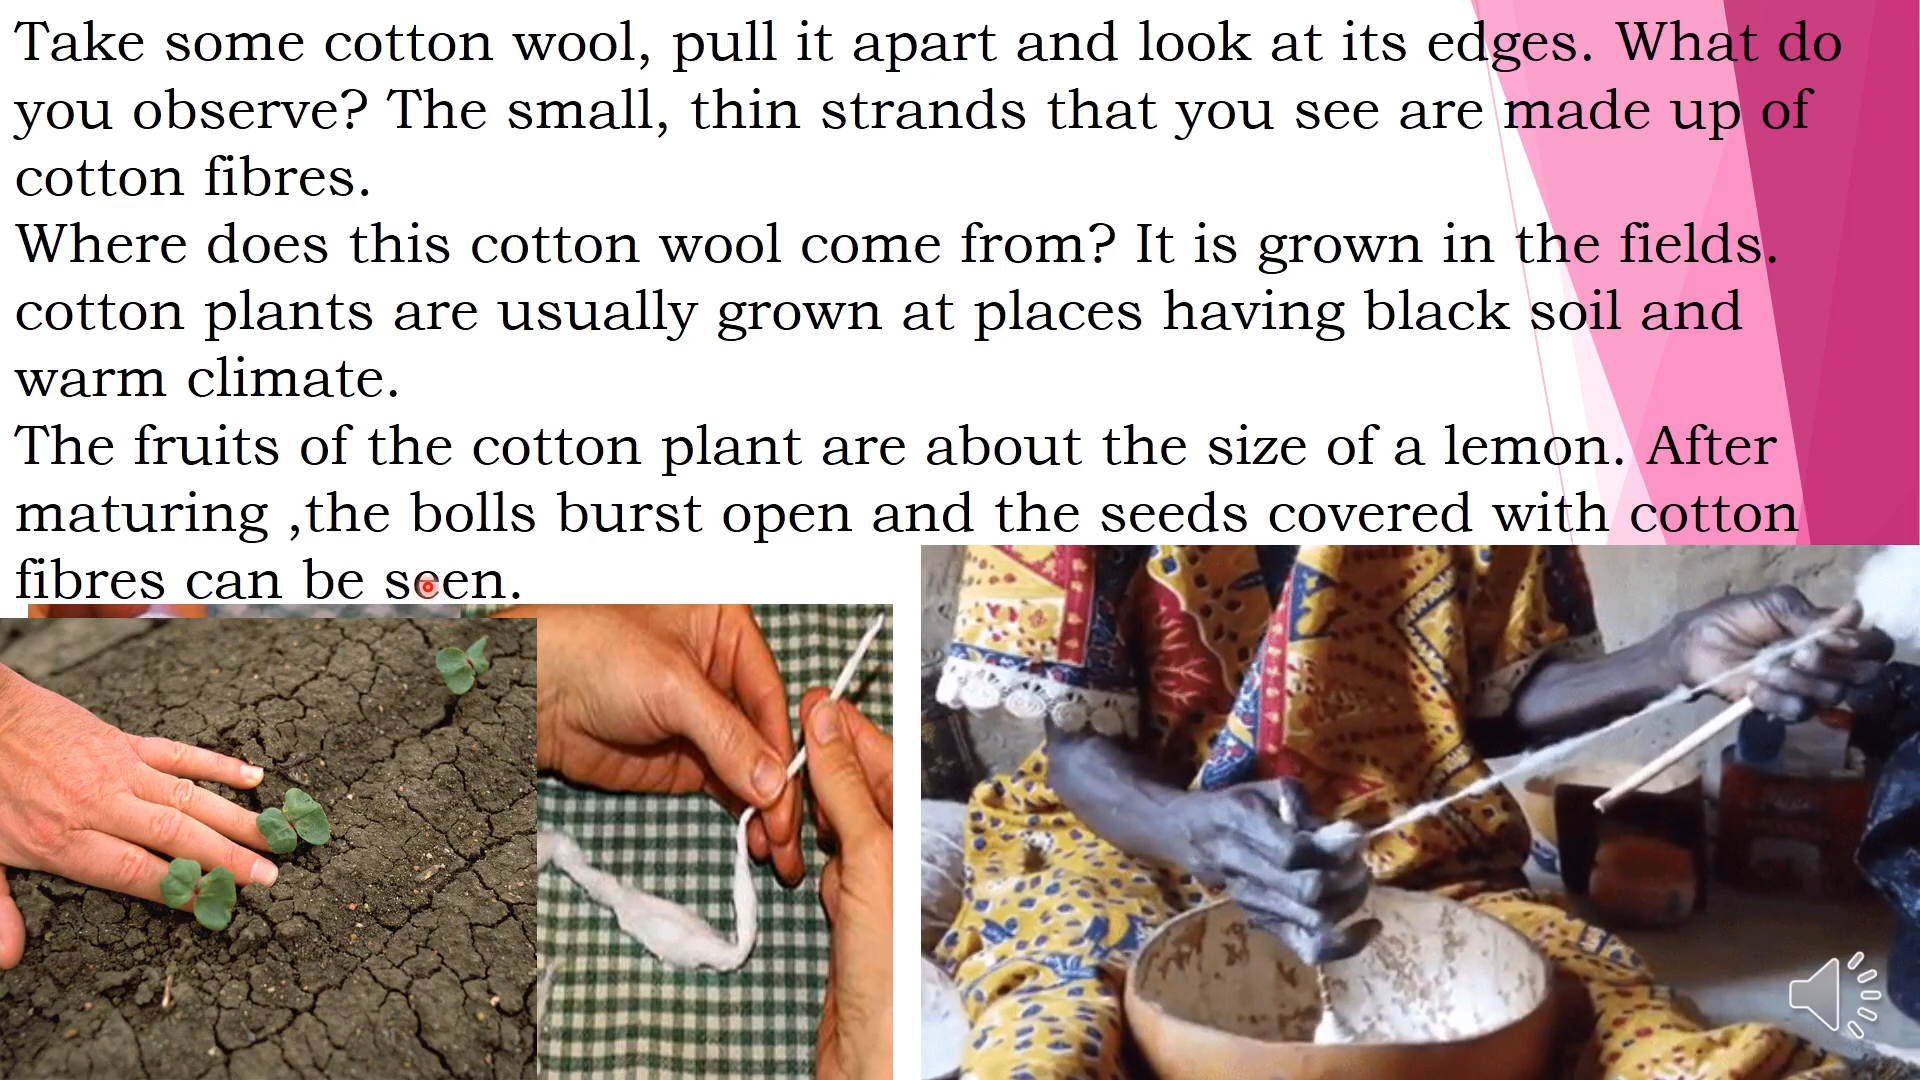 Take some cotton wool, pull it apart and look at its edges. What do
you observe? The small, thin strands that you see are made up of
cotton fibres.
Where does this cotton wool come from? It is grown in the fields.
cotton plants are usually grown at places having black soil and
warm climate.
The fruits of the cotton plant are about the size of a lemon. After
maturing ,the bolls burst open and the seeds covered with cotton
fibres can be seen.